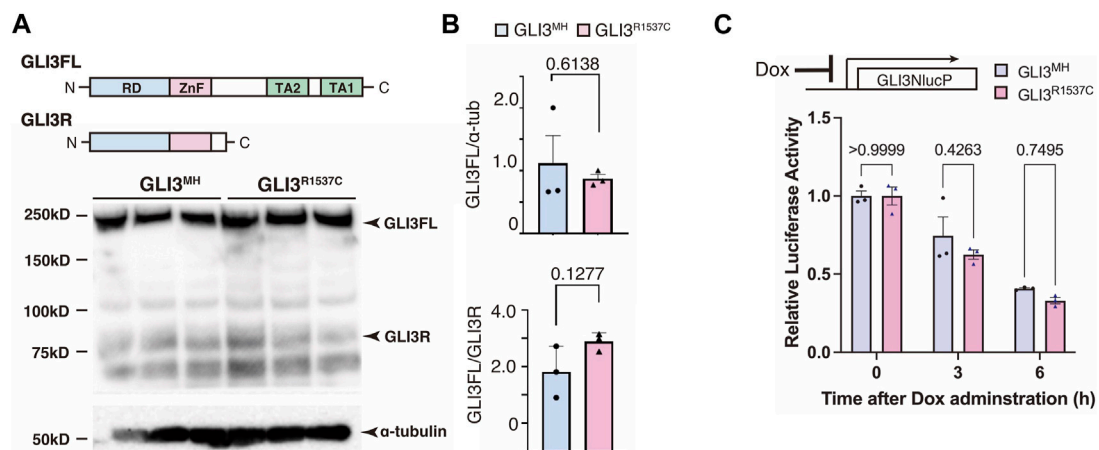 A
GLI3FL
N
RD
ZnF
TA2
TA1
C
GLI3R
N
C
GLI3MH
GLI3R1537C
250kD
150kD
100kD
75kD
50kD
GLI3FL
GLI3R
α-tubulin
B
GLI3MH
GLI3R1537C
0.6138
GLI3FL/α-tub
2.0
1.0
0
0.1277
GLI3FL/GLI3R
4.0
2.0
0
C
Dox
GLI3NlucP
GLI3MH
GLI3R1537C
Relative Luciferase Activity
1.5
1.0
0.5
0.0
>0.9999
0.4263
0.7495
0
3
6
Time after Dox adminstration (h)